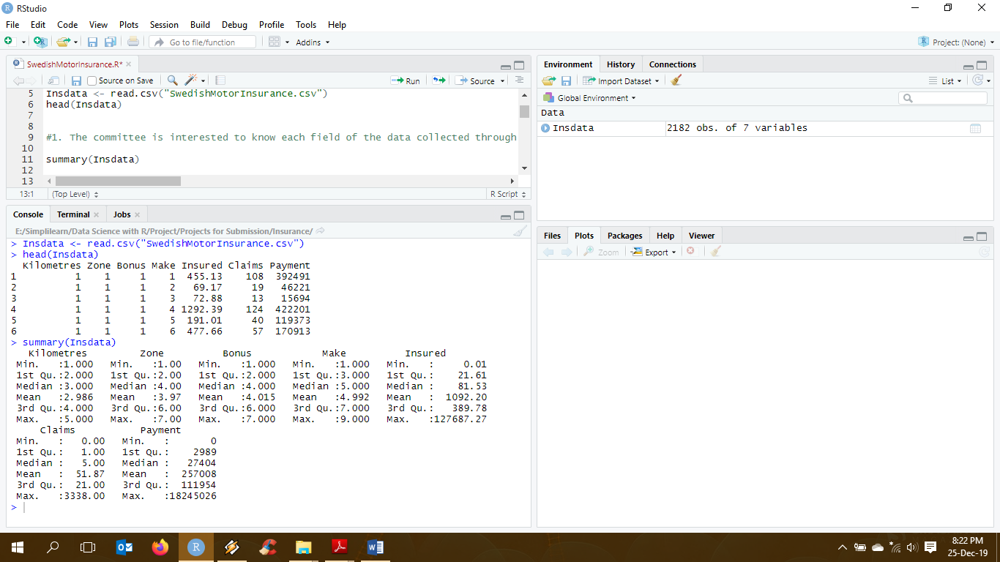 RStudio
File Edit Code View Plots Session Build Debug Profile Tools Help
Go to file/function Addins Project: (None)
SwedishMotorInsurance.R*
Source on Save Run Source
5 Insdata <- read.csv("SwedishMotorInsurance.csv")
6 head(Insdata)
7
8
9 #1. The committee is interested to know each field of the data collected through
10
11 summary(Insdata)
12
13
13:1 (Top Level) R Script
Console Terminal Jobs
E:/Simplilearn/Data Science with R/Project/Projects for Submission/Insurance/
> Insdata <- read.csv("SwedishMotorInsurance.csv")
> head(Insdata)
  Kilometres Zone Bonus Make Insured Claims Payment
1          1    1     1    1  455.13    108  392491
2          1    1     1    2   69.17     19   46221
3          1    1     1    3   72.88     13   15694
4          1    1     1    4 1292.39    124  422201
5          1    1     1    5  191.01     40  119373
6          1    1     1    6  477.66     57  170913
> summary(Insdata)
   Kilometres         Zone          Bonus            Make          Insured
 Min.   :1.000   Min.   :1.00   Min.   :1.000   Min.   :1.000   Min.   :     0.01
 1st Qu.:2.000   1st Qu.:2.00   1st Qu.:2.000   1st Qu.:3.000   1st Qu.:    21.61
 Median :3.000   Median :4.00   Median :4.000   Median :5.000   Median :    81.53
 Mean   :2.986   Mean   :3.97   Mean   :4.015   Mean   :4.992   Mean   :  1092.20
 3rd Qu.:4.000   3rd Qu.:6.00   3rd Qu.:6.000   3rd Qu.:7.000   3rd Qu.:   389.78
 Max.   :5.000   Max.   :7.00   Max.   :7.000   Max.   :9.000   Max.   :127687.27
     Claims           Payment
 Min.   :   0.00   Min.   :       0
 1st Qu.:   1.00   1st Qu.:    2989
 Median :   5.00   Median :   27404
 Mean   :  51.87   Mean   :  257008
 3rd Qu.:  21.00   3rd Qu.:  111954
 Max.   :3338.00   Max.   :18245026
>
Environment History Connections
Import Dataset List
Global Environment
Data
Insdata 2182 obs. of 7 variables
Files Plots Packages Help Viewer
Zoom Export
8:22 PM
25-Dec-19